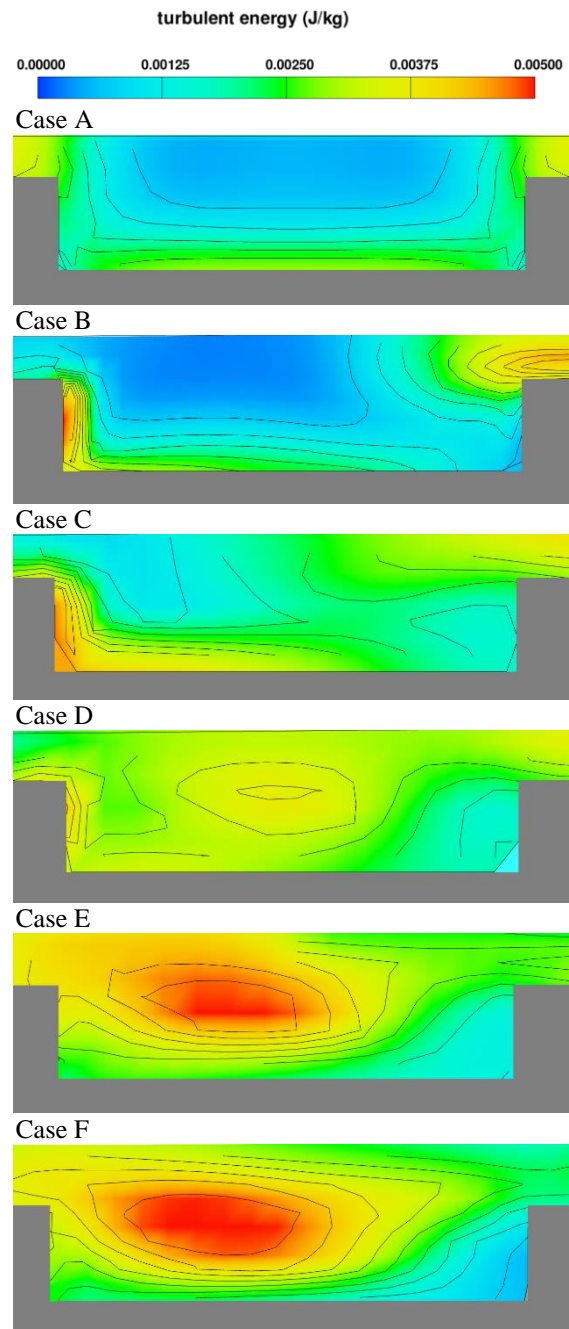 turbulent energy (J/kg)
0.00000 0.00125 0.00250 0.00375 0.00500
Case A
Case B
Case C
Case D
Case E
Case F